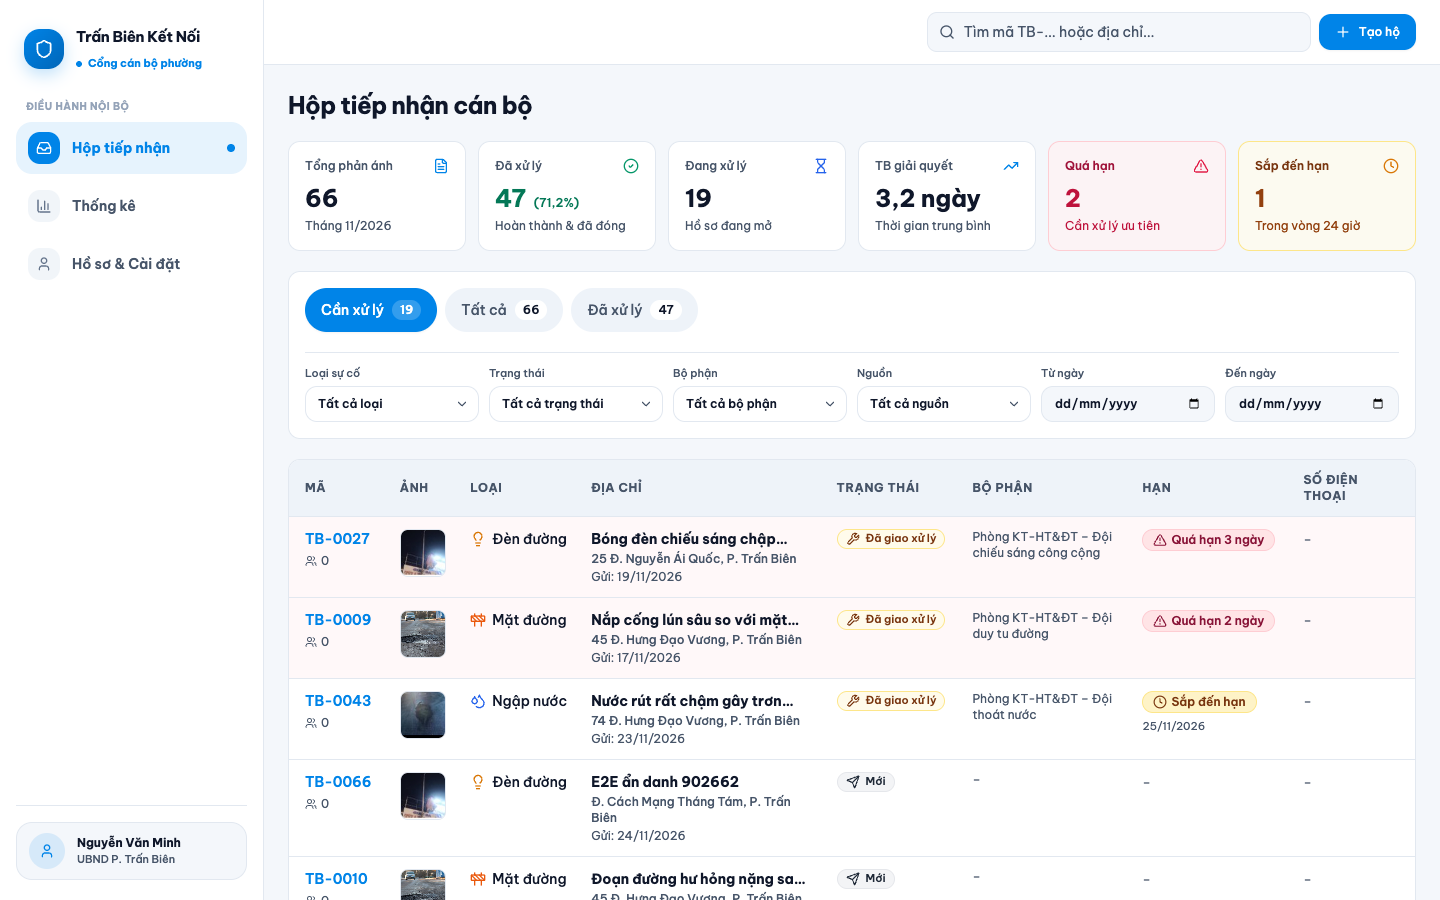 Trấn Biên Kết Nối
Cổng cán bộ phường
ĐIỀU HÀNH NỘI BỘ
Hộp tiếp nhận
Thống kê
Hồ sơ & Cài đặt
Nguyễn Văn Minh
UBND P. Trấn Biên
Tìm mã TB-... hoặc địa chỉ...
Tạo hộ
Hộp tiếp nhận cán bộ
Tổng phản ánh
66
Tháng 11/2026
Đã xử lý
47 (71,2%)
Hoàn thành & đã đóng
Đang xử lý
19
Hồ sơ đang mở
TB giải quyết
3,2 ngày
Thời gian trung bình
Quá hạn
2
Cần xử lý ưu tiên
Sắp đến hạn
1
Trong vòng 24 giờ
Cần xử lý 19
Tất cả 66
Đã xử lý 47
Loại sự cố
Tất cả loại
Trạng thái
Tất cả trạng thái
Bộ phận
Tất cả bộ phận
Nguồn
Tất cả nguồn
Từ ngày
dd/mm/yyyy
Đến ngày
dd/mm/yyyy
MÃ ẢNH LOẠI ĐỊA CHỈ TRẠNG THÁI BỘ PHẬN HẠN SỐ ĐIỆN THOẠI
TB-0027
0
Đèn đường
Bóng đèn chiếu sáng chập...
25 Đ. Nguyễn Ái Quốc, P. Trấn Biên
Gửi: 19/11/2026
Đã giao xử lý
Phòng KT-HT&ĐT – Đội
chiếu sáng công cộng
Quá hạn 3 ngày
–
TB-0009
0
Mặt đường
Nắp cống lún sâu so với mặt...
45 Đ. Hưng Đạo Vương, P. Trấn Biên
Gửi: 17/11/2026
Đã giao xử lý
Phòng KT-HT&ĐT – Đội
duy tu đường
Quá hạn 2 ngày
–
TB-0043
0
Ngập nước
Nước rút rất chậm gây trơn...
74 Đ. Hưng Đạo Vương, P. Trấn Biên
Gửi: 23/11/2026
Đã giao xử lý
Phòng KT-HT&ĐT – Đội
thoát nước
Sắp đến hạn
25/11/2026
–
TB-0066
0
Đèn đường
E2E ẩn danh 902662
Đ. Cách Mạng Tháng Tám, P. Trấn
Biên
Gửi: 24/11/2026
Mới
–
–
–
TB-0010
0
Mặt đường
Đoạn đường hư hỏng nặng sa...
45 Đ. Hưng Đạo Vương, P. Trấn Biên
Mới
–
–
–